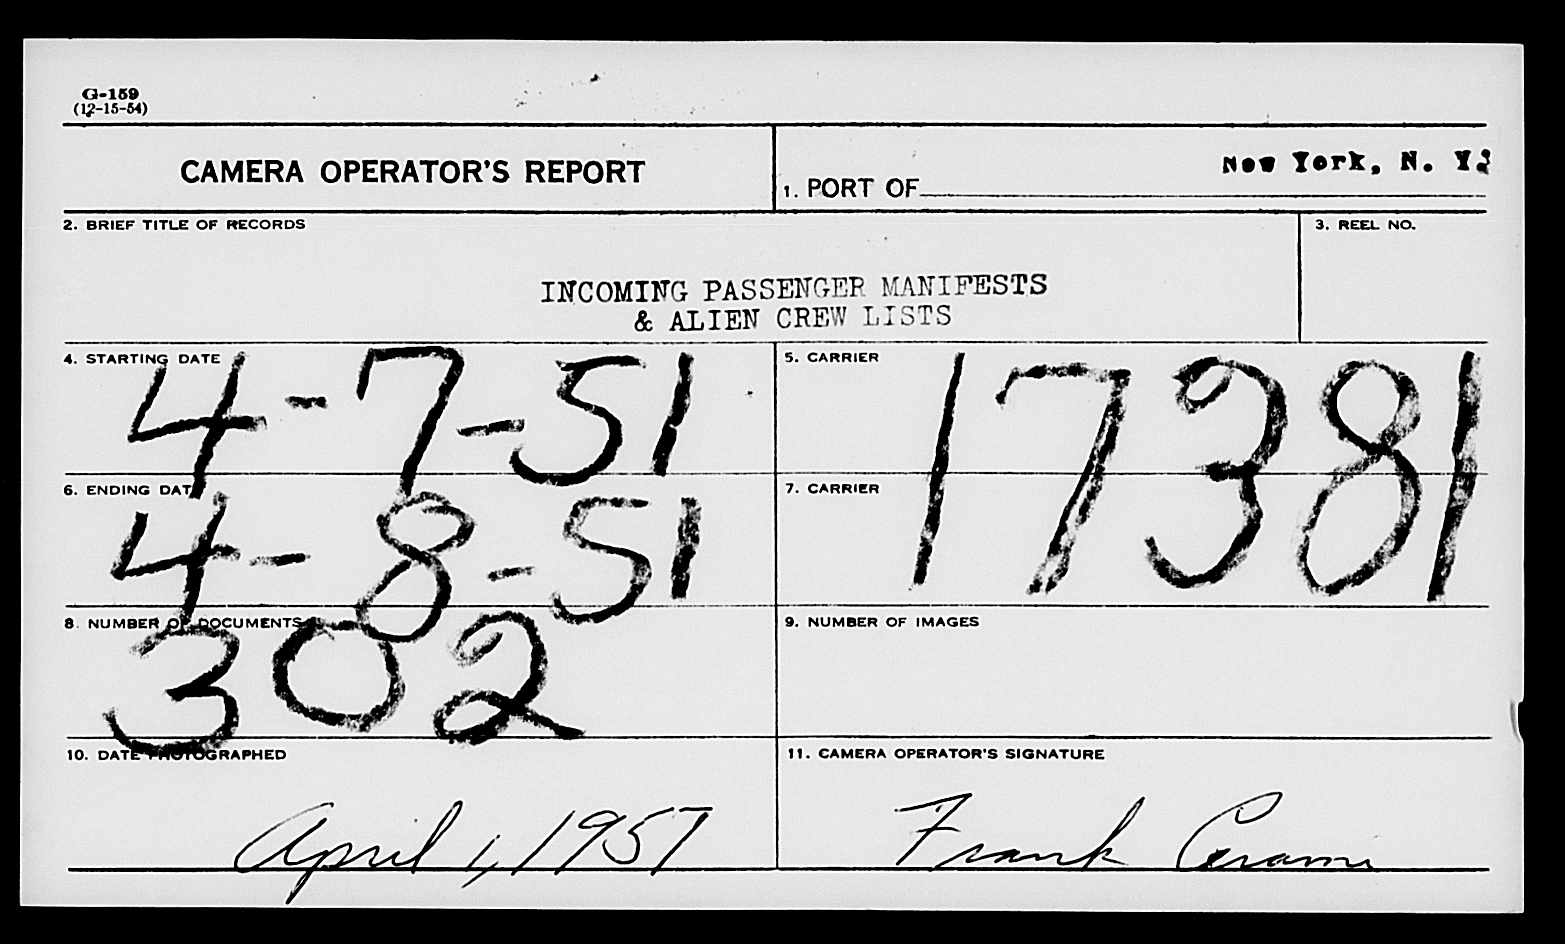 G-159
(12-15-54)
CAMERA OPERATOR'S REPORT
1. PORT OF New York, N. Y.
2. BRIEF TITLE OF RECORDS
3. REEL NO.
INCOMING PASSENGER MANIFESTS
& ALIEN CREW LISTS
4. STARTING DATE
4-7-51
5. CARRIER
17381
6. ENDING DATE
4-8-51
7. CARRIER
8. NUMBER OF DOCUMENTS
302
9. NUMBER OF IMAGES
10. DATE PHOTOGRAPHED
April 1, 1957
11. CAMERA OPERATOR'S SIGNATURE
Frank